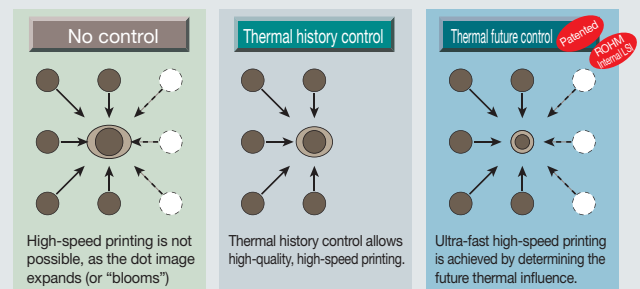 No control
High-speed printing is not
possible, as the dot image
expands (or “blooms”)
Thermal history control
Thermal history control allows
high-quality, high-speed printing.
Thermal future control
Patented
ROHM
Internal LSI
Ultra-fast high-speed printing
is achieved by determining the
future thermal influence.